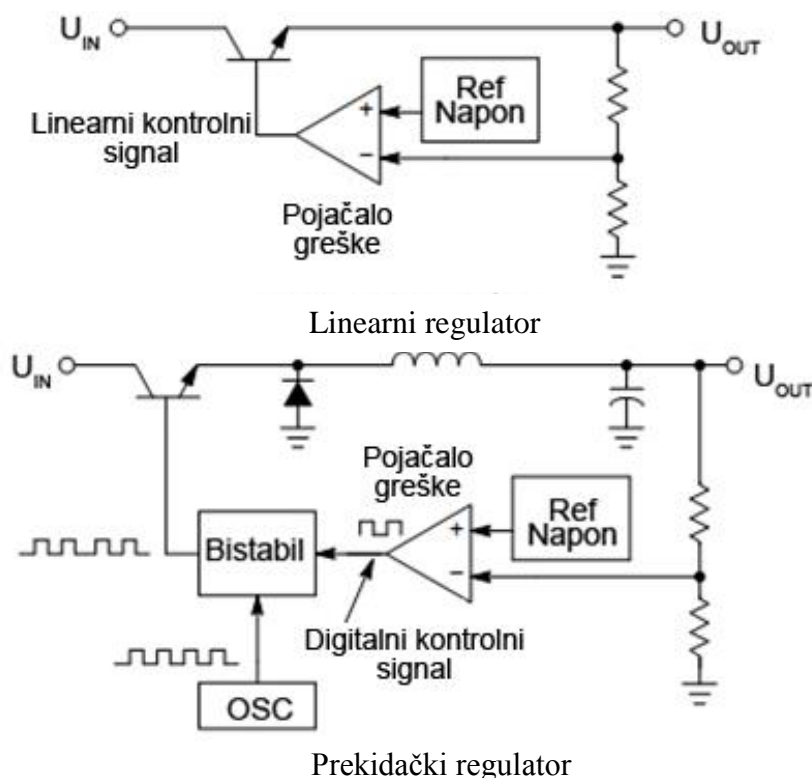 U_IN
U_OUT
Ref
Napon
Linearni kontrolni
signal
+
−
Pojačalo
greške
Linearni regulator
U_IN
U_OUT
Pojačalo
greške
Ref
Napon
+
−
Bistabil
Digitalni kontrolni
signal
OSC
Prekidački regulator